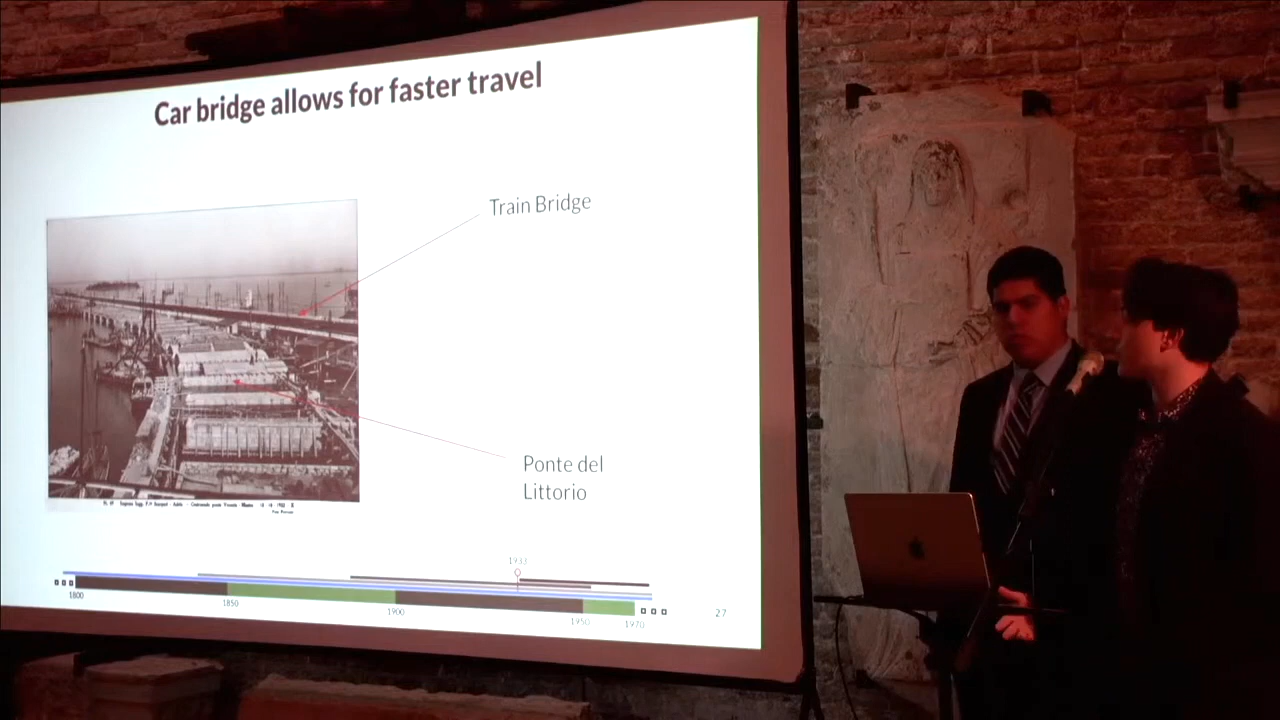 Car bridge allows for faster travel
Train Bridge
Ponte del
Littorio
1933
1800
1850
1900
1950
1970
27